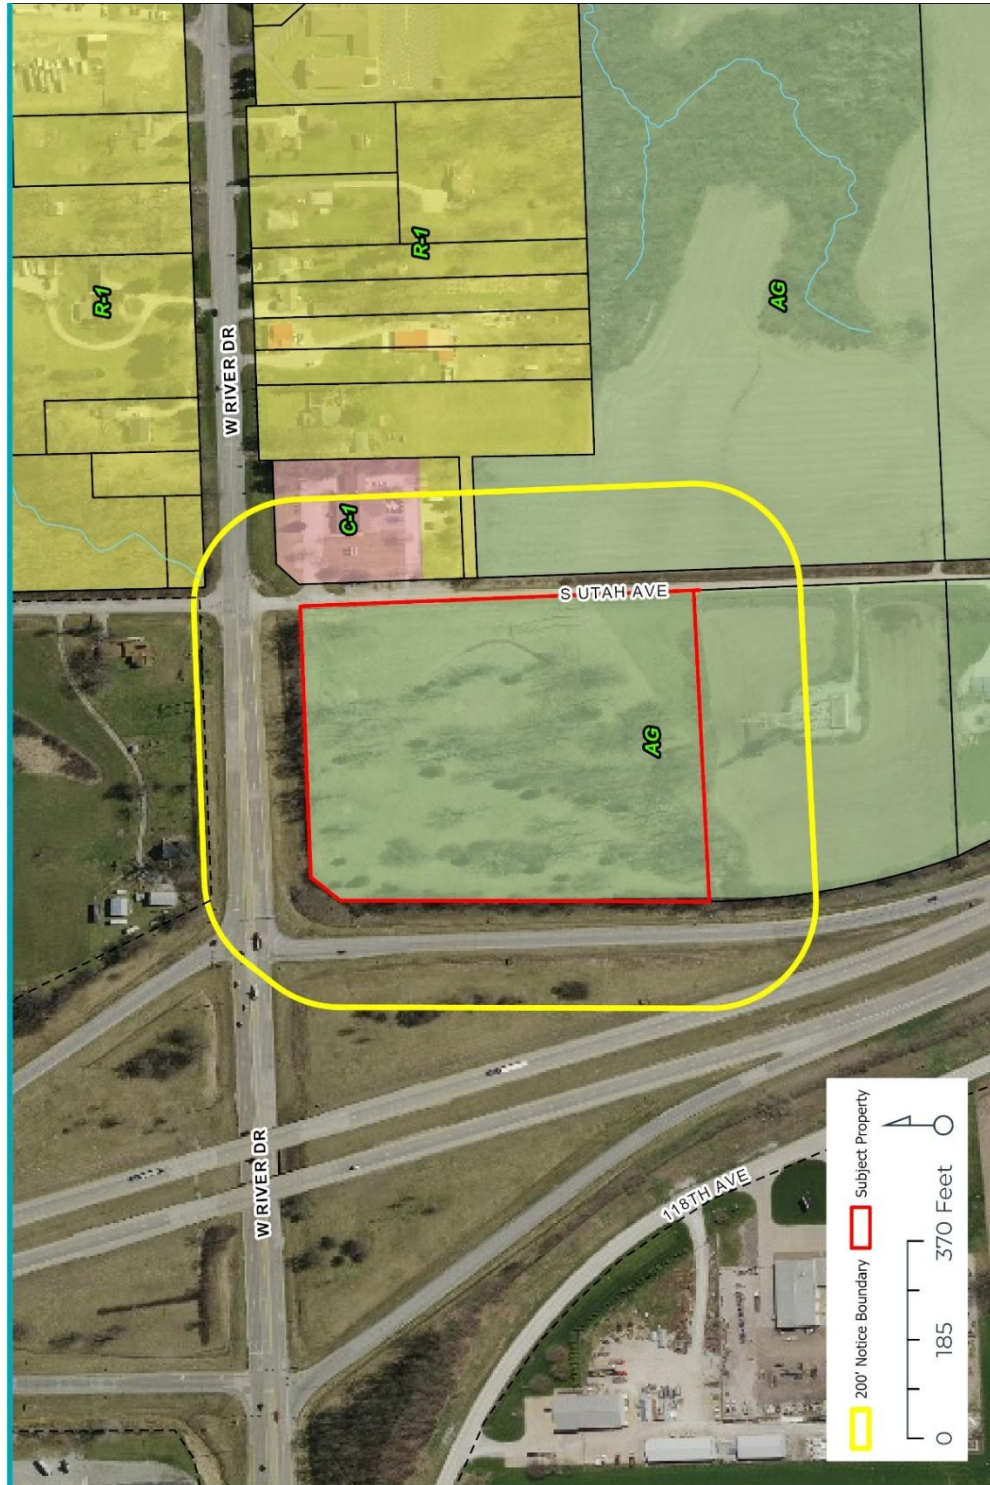 R-1
R-1
AG
W RIVER DR
C-1
S UTAH AVE
AG
W RIVER DR
118TH AVE
200' Notice Boundary
Subject Property
0
185
370 Feet